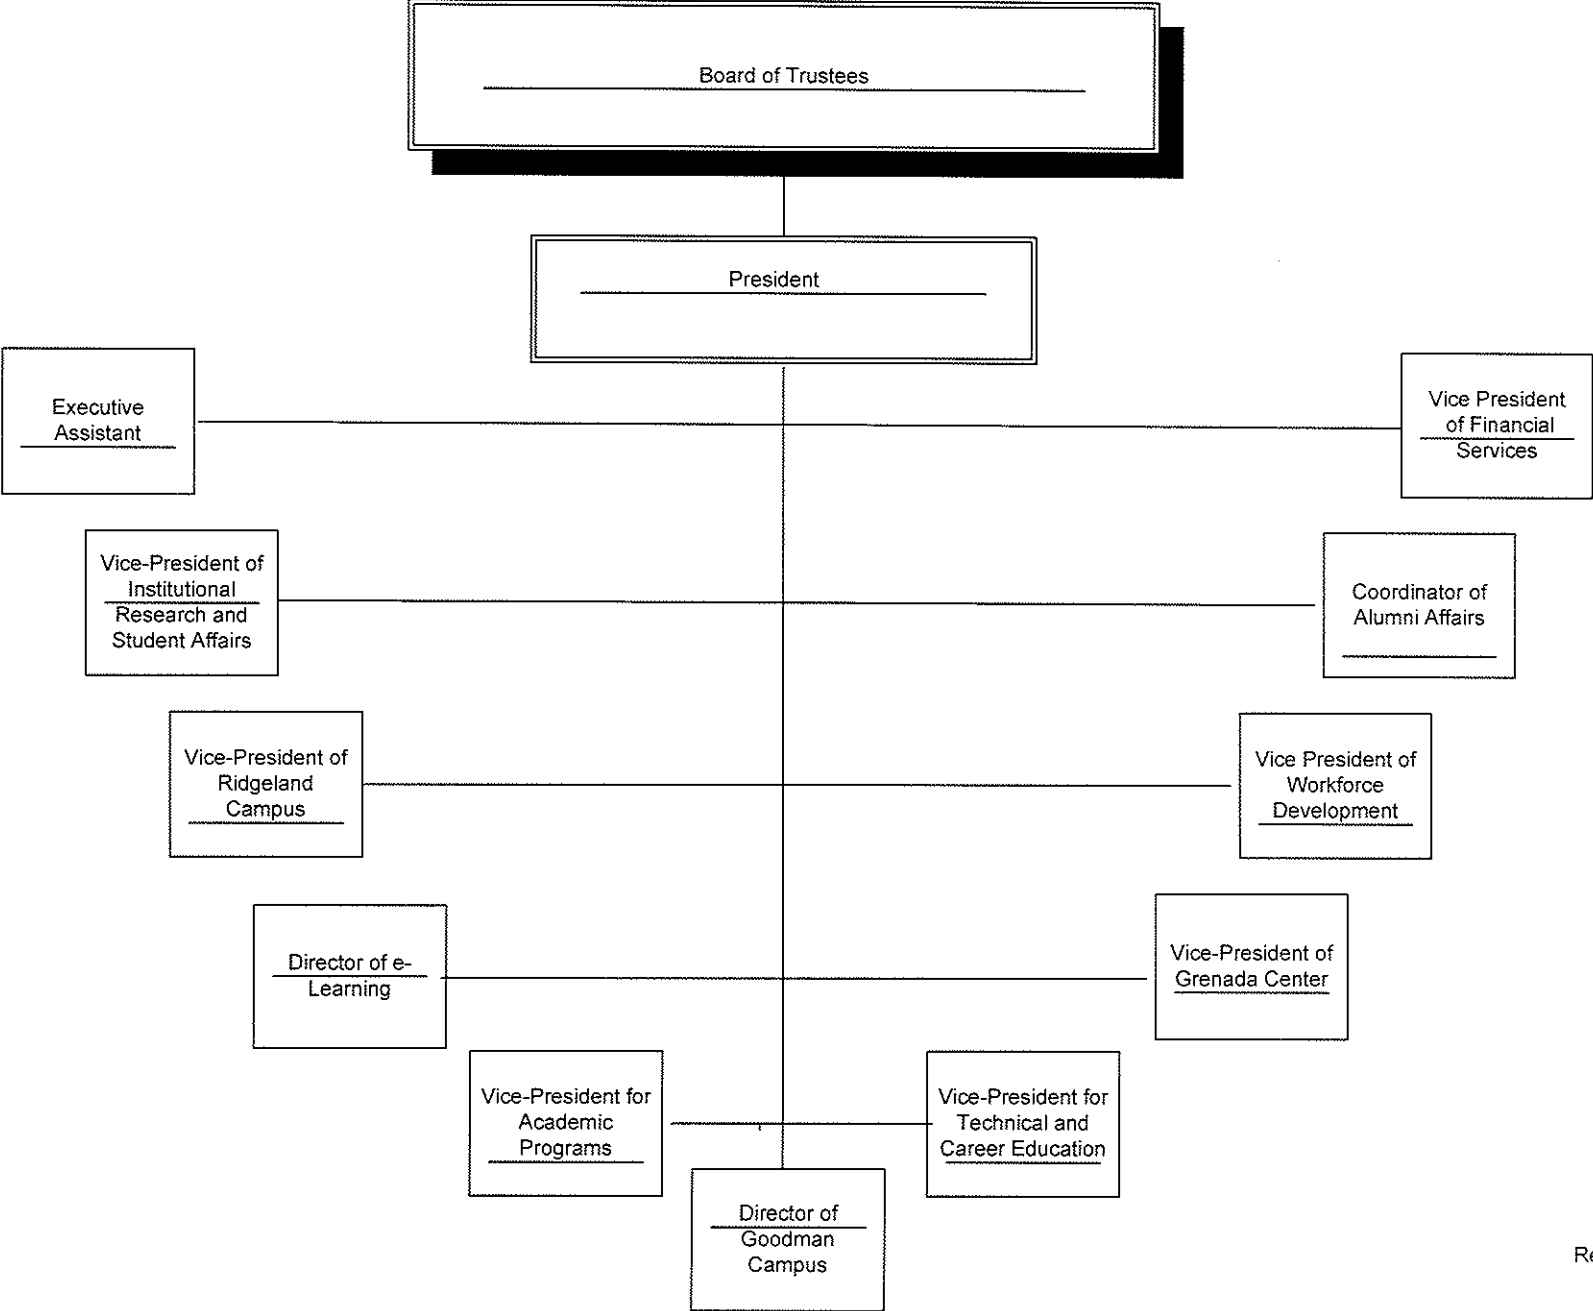 Board of Trustees
President
Executive
Assistant
Vice President
of Financial
Services
Vice-President of
Institutional
Research and
Student Affairs
Coordinator of
Alumni Affairs
Vice-President of
Ridgeland
Campus
Vice President of
Workforce
Development
Director of e-
Learning
Vice-President of
Grenada Center
Vice-President for
Academic
Programs
Vice-President for
Technical and
Career Education
Director of
Goodman
Campus